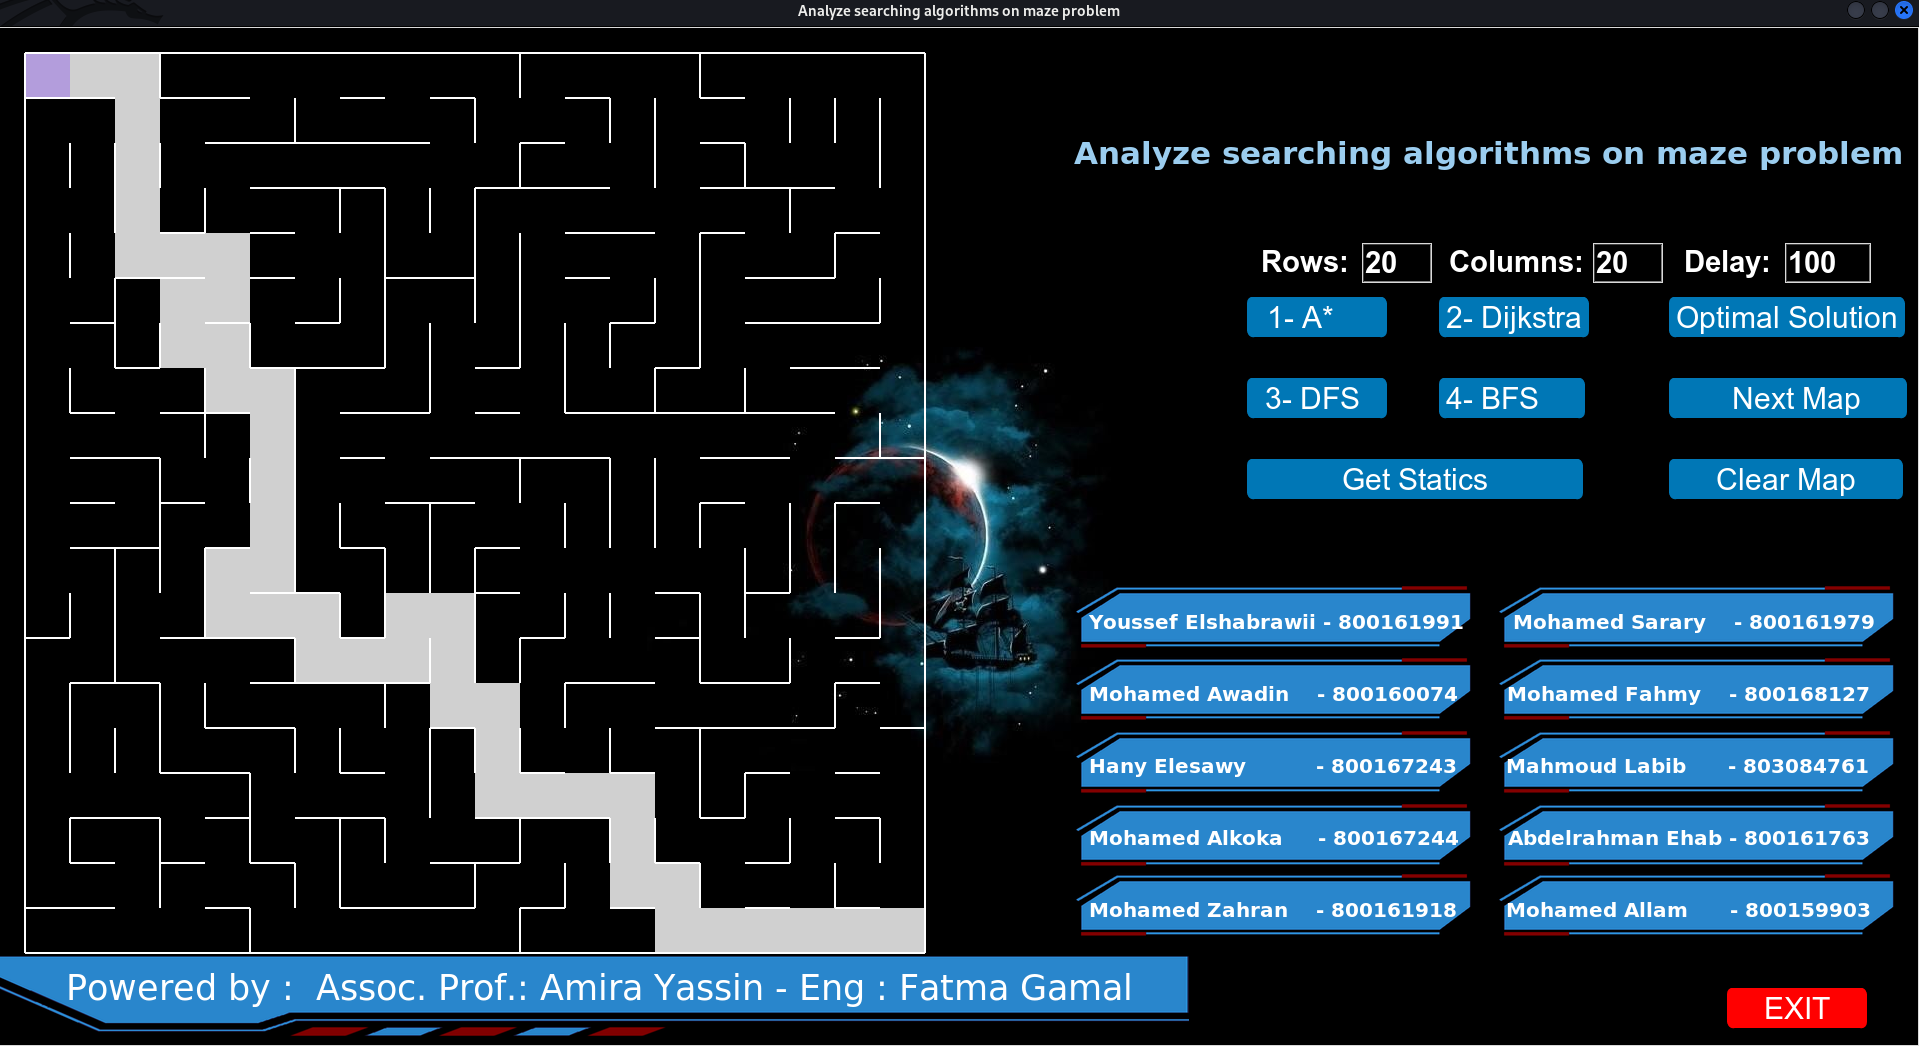 Analyze searching algorithms on maze problem
Analyze searching algorithms on maze problem
Rows: 20 Columns: 20 Delay: 100
1- A* 2- Dijkstra Optimal Solution
3- DFS 4- BFS Next Map
Get Statics Clear Map
Youssef Elshabrawii - 800161991 Mohamed Sarary - 800161979
Mohamed Awadin - 800160074 Mohamed Fahmy - 800168127
Hany Elesawy - 800167243 Mahmoud Labib - 803084761
Mohamed Alkoka - 800167244 Abdelrahman Ehab - 800161763
Mohamed Zahran - 800161918 Mohamed Allam - 800159903
Powered by : Assoc. Prof.: Amira Yassin - Eng : Fatma Gamal
EXIT